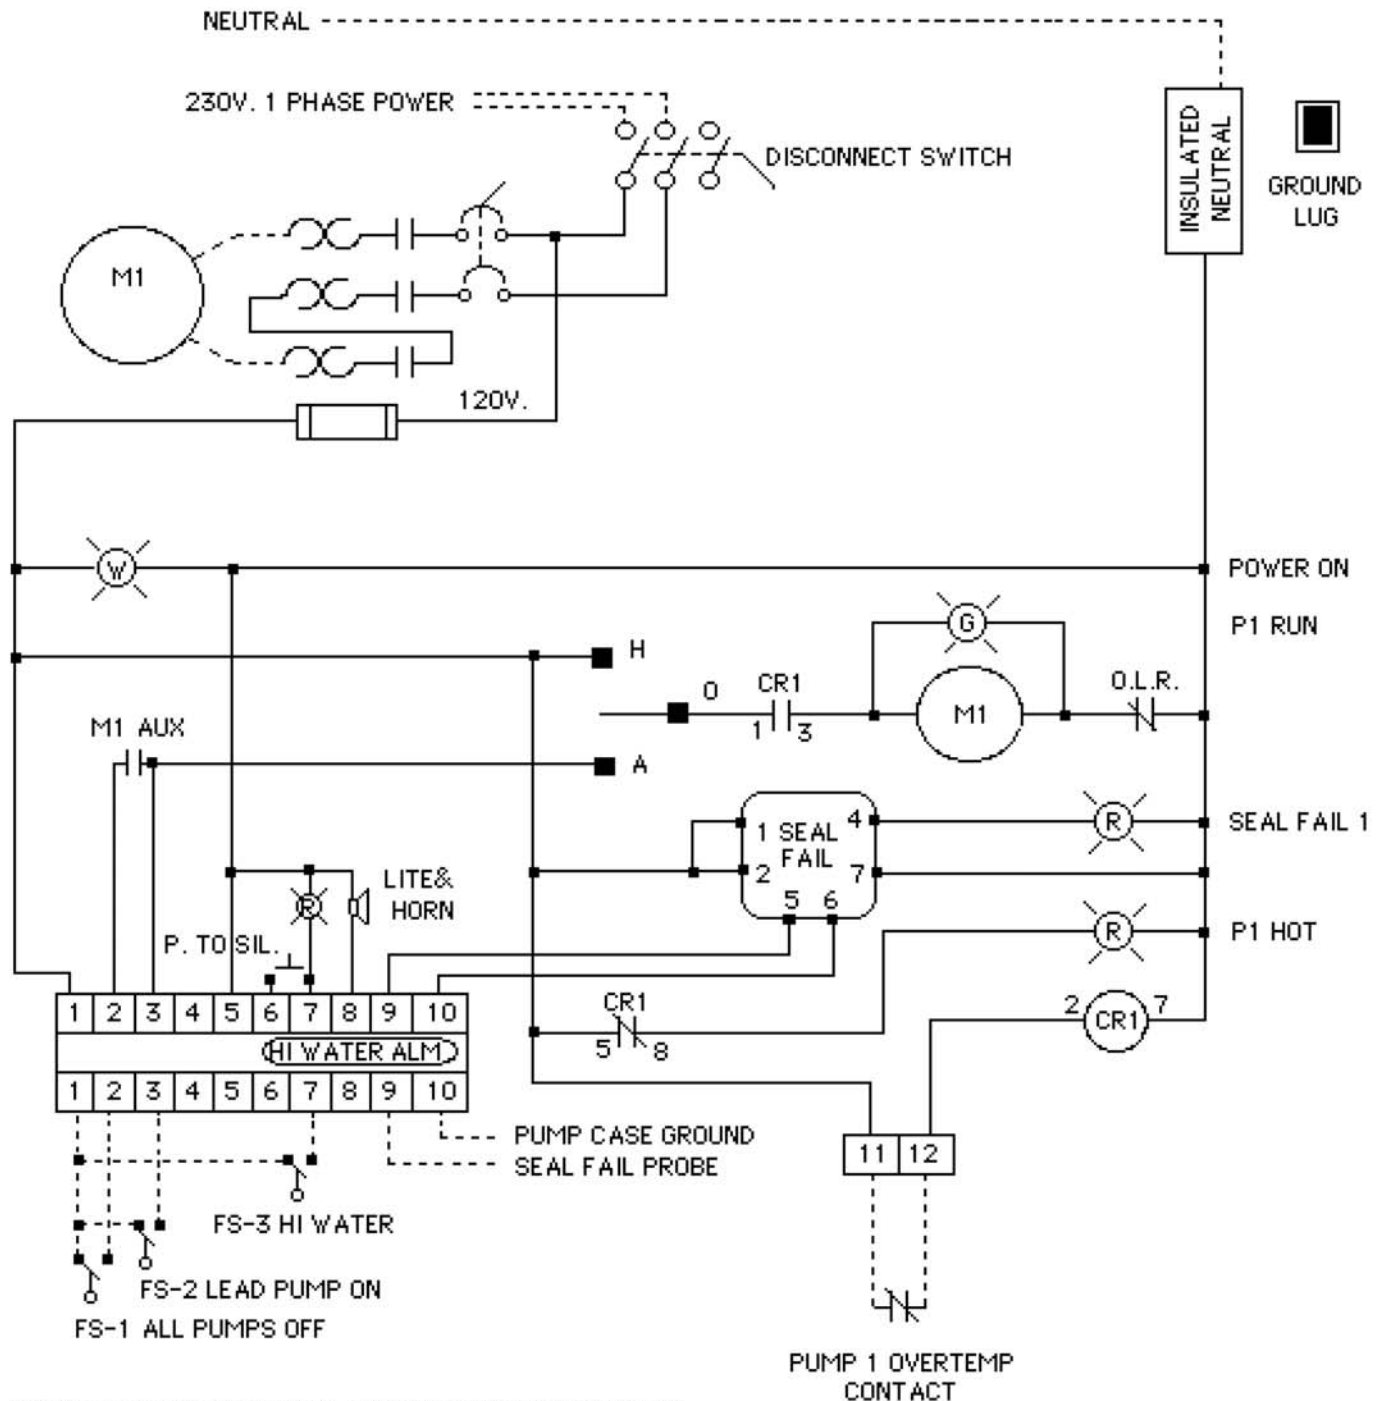 NEUTRAL
230V. 1 PHASE POWER
DISCONNECT SWITCH
INSULATED
NEUTRAL
GROUND
LUG
M1
120V.
W
POWER ON
G
P1 RUN
H
O
CR1
1 3
M1
O.L.R.
M1 AUX
A
1 SEAL 4
FAIL
2 7
5 6
R
SEAL FAIL 1
LITE&
HORN
R
P. TO SIL.
R
P1 HOT
1 2 3 4 5 6 7 8 9 10
HI WATER ALM
1 2 3 4 5 6 7 8 9 10
CR1
5 8
2 CR1 7
PUMP CASE GROUND
SEAL FAIL PROBE
11 12
FS-3 HI WATER
FS-2 LEAD PUMP ON
FS-1 ALL PUMPS OFF
PUMP 1 OVERTEMP
CONTACT